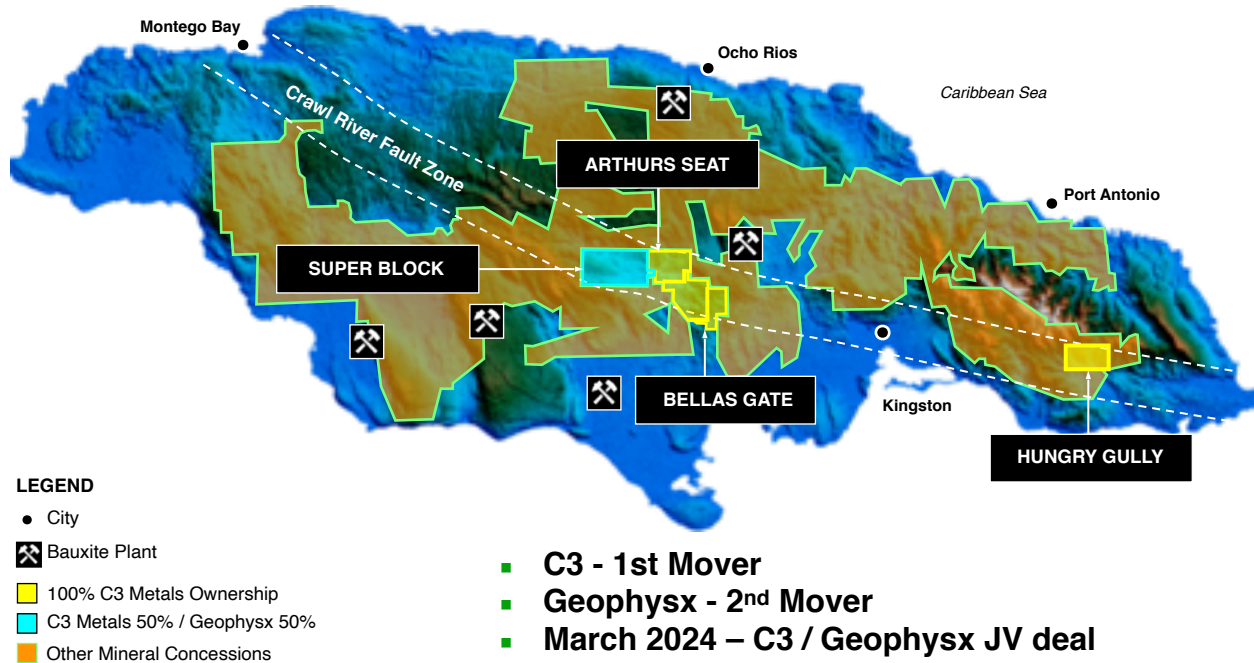 Montego Bay
Ocho Rios
Caribbean Sea
Crawl River Fault Zone
ARTHURS SEAT
Port Antonio
SUPER BLOCK
BELLAS GATE
Kingston
HUNGRY GULLY
LEGEND
City
Bauxite Plant
100% C3 Metals Ownership
C3 Metals 50% / Geophysx 50%
Other Mineral Concessions
▪ C3 - 1st Mover
▪ Geophysx - 2nd Mover
▪ March 2024 – C3 / Geophysx JV deal